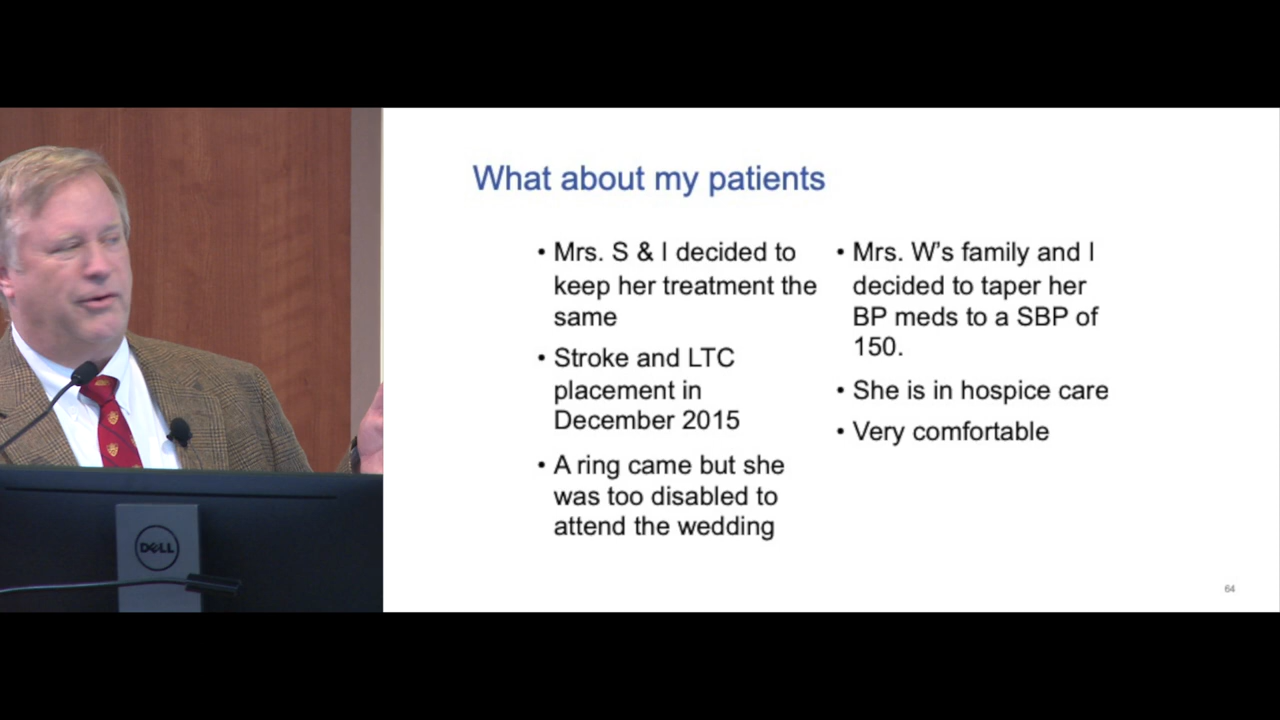 What about my patients
• Mrs. S & I decided to
keep her treatment the
same
• Stroke and LTC
placement in
December 2015
• A ring came but she
was too disabled to
attend the wedding
• Mrs. W's family and I
decided to taper her
BP meds to a SBP of
150.
• She is in hospice care
• Very comfortable
64
DELL